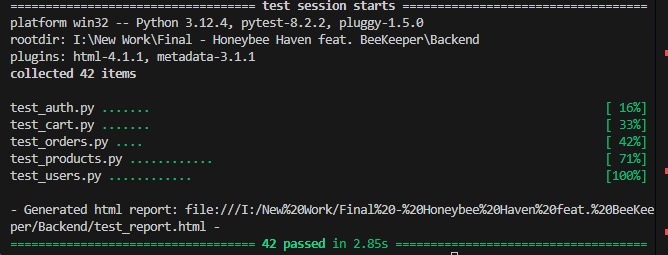 ============================= test session starts =============================
platform win32 -- Python 3.12.4, pytest-8.2.2, pluggy-1.5.0
rootdir: I:\New Work\Final - Honeybee Haven feat. BeeKeeper\Backend
plugins: html-4.1.1, metadata-3.1.1
collected 42 items
test_auth.py ....... [ 16%]
test_cart.py ....... [ 33%]
test_orders.py .... [ 42%]
test_products.py ............ [ 71%]
test_users.py ............ [100%]
- Generated html report: file:///I:/New%20Work/Final%20-%20Honeybee%20Haven%20feat.%20BeeKee
per/Backend/test_report.html -
============================= 42 passed in 2.85s ==============================